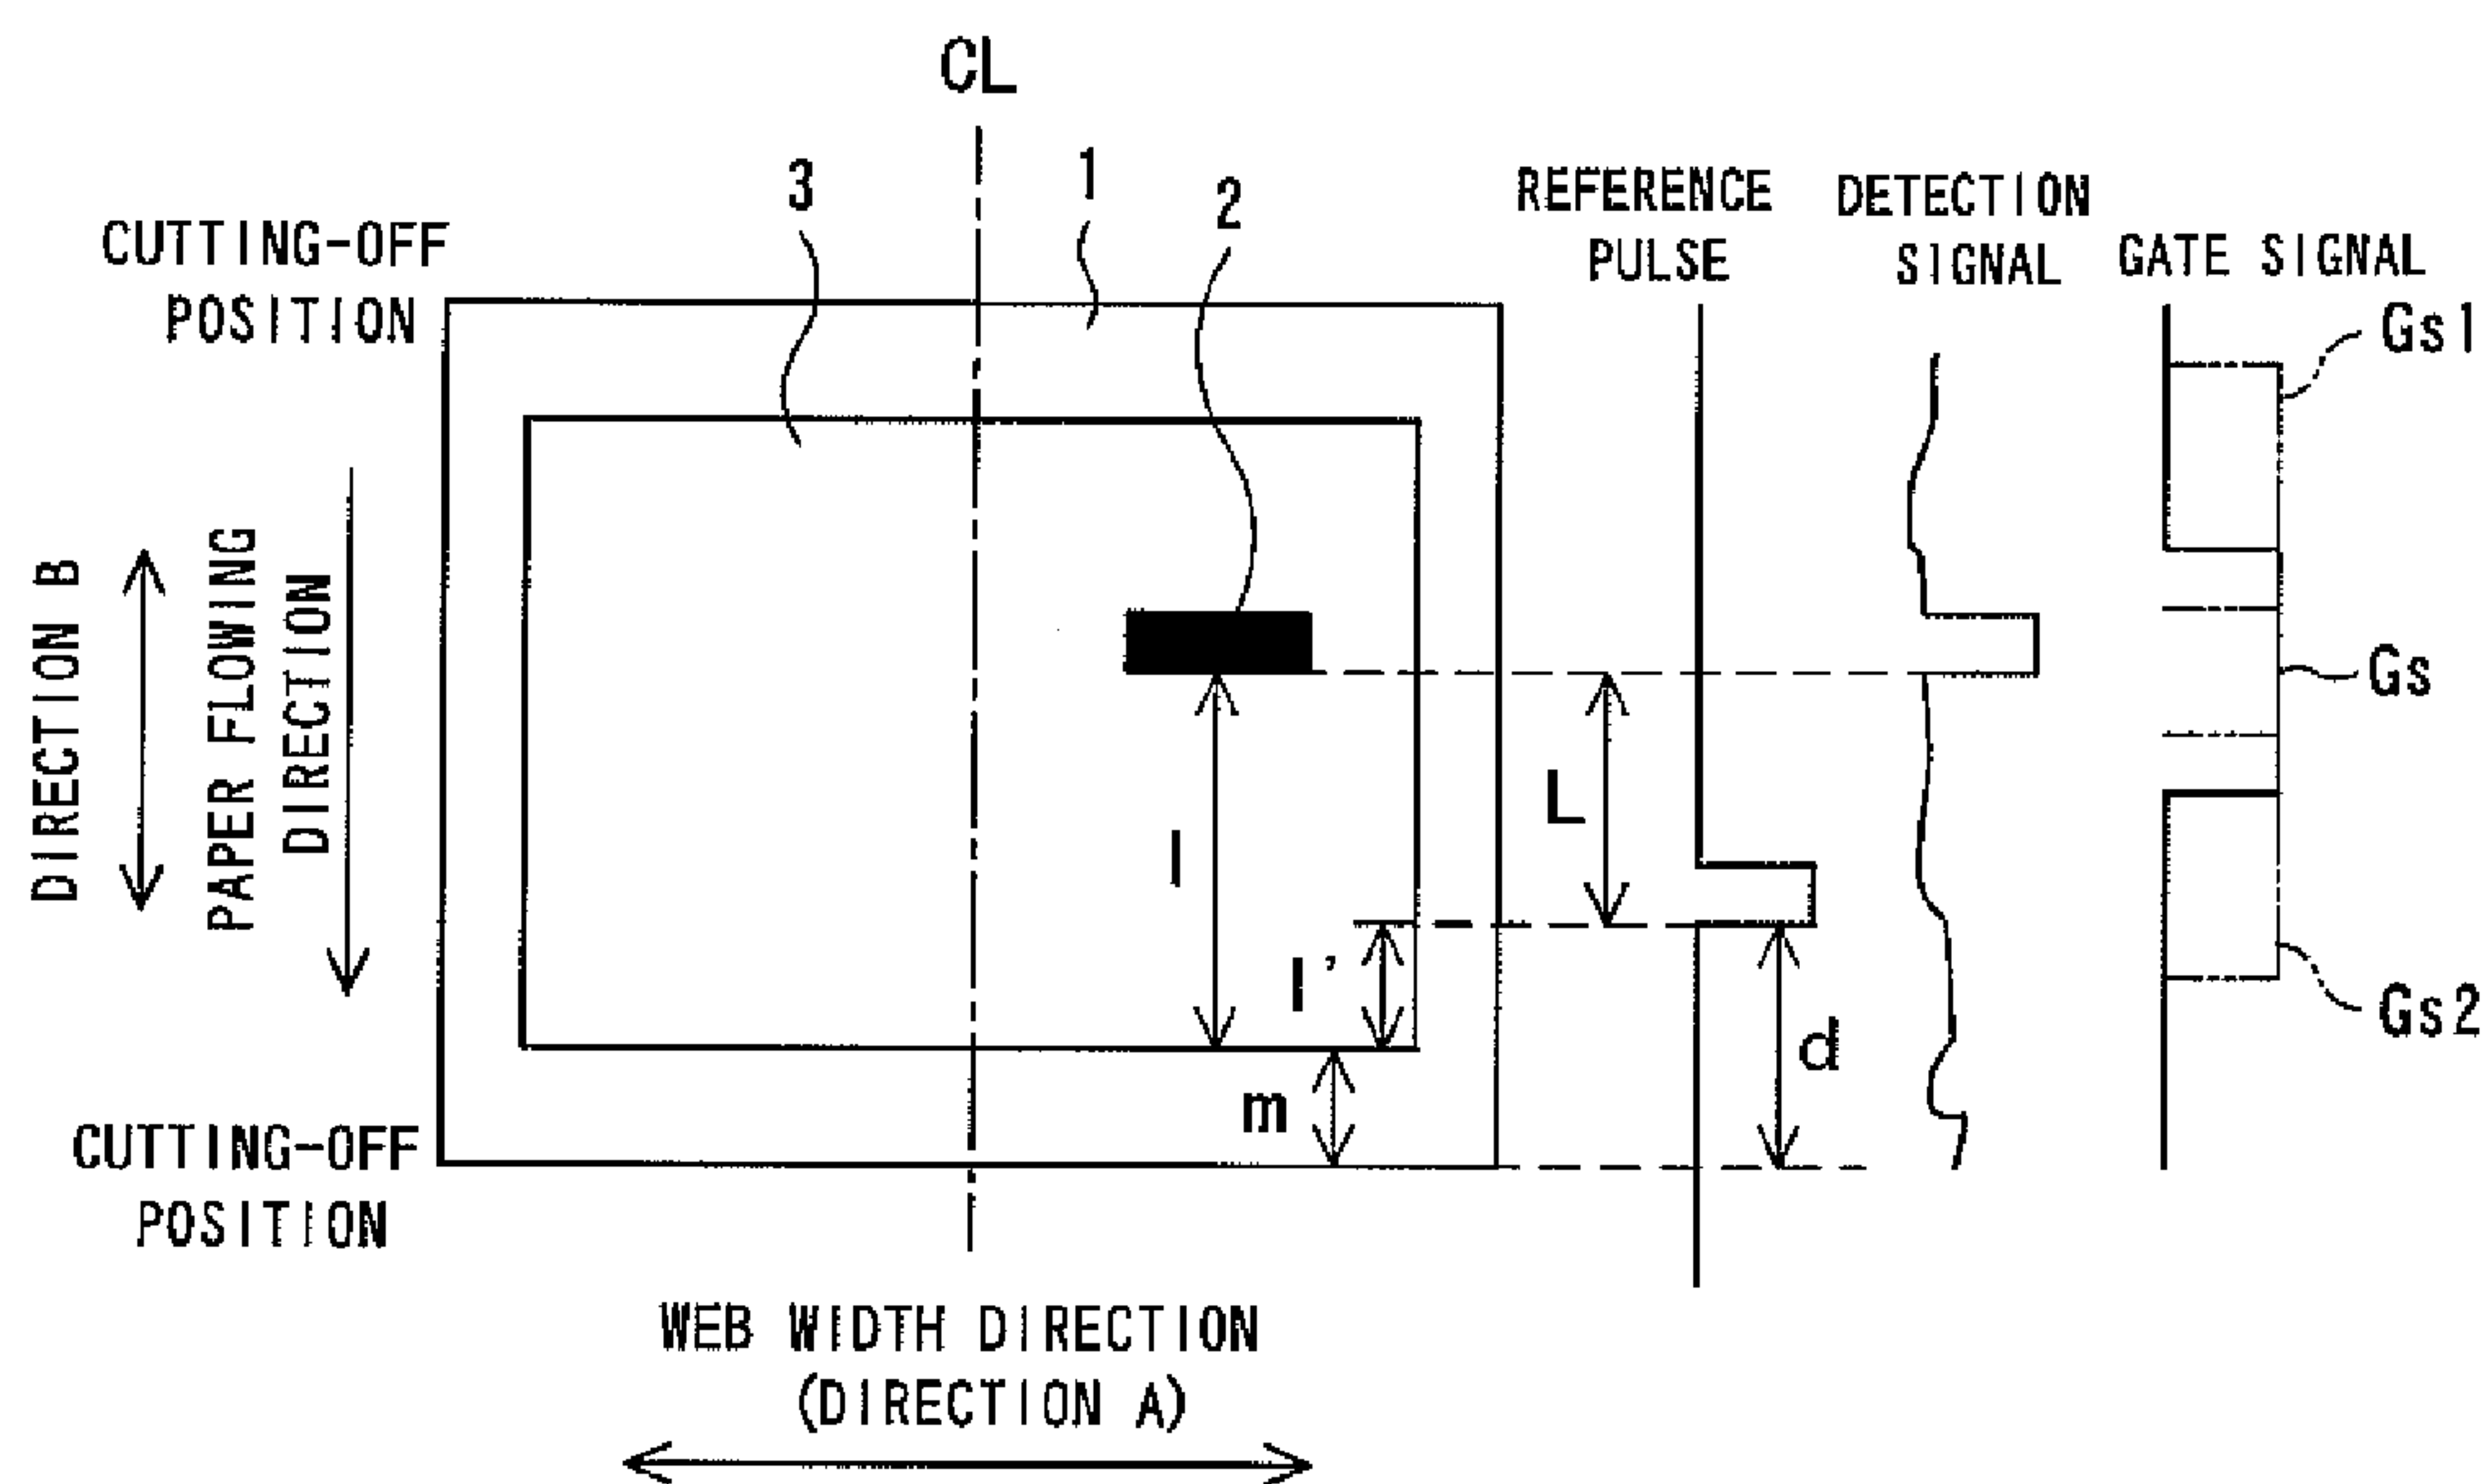 CL
3
1
2
REFERENCE
PULSE
DETECTION
SIGNAL
GATE SIGNAL
CUTTING-OFF
POSITION
Gs1
DIRECTION B
PAPER FLOWING
DIRECTION
Gs
L
l
l'
d
Gs2
m
CUTTING-OFF
POSITION
WEB WIDTH DIRECTION
(DIRECTION A)